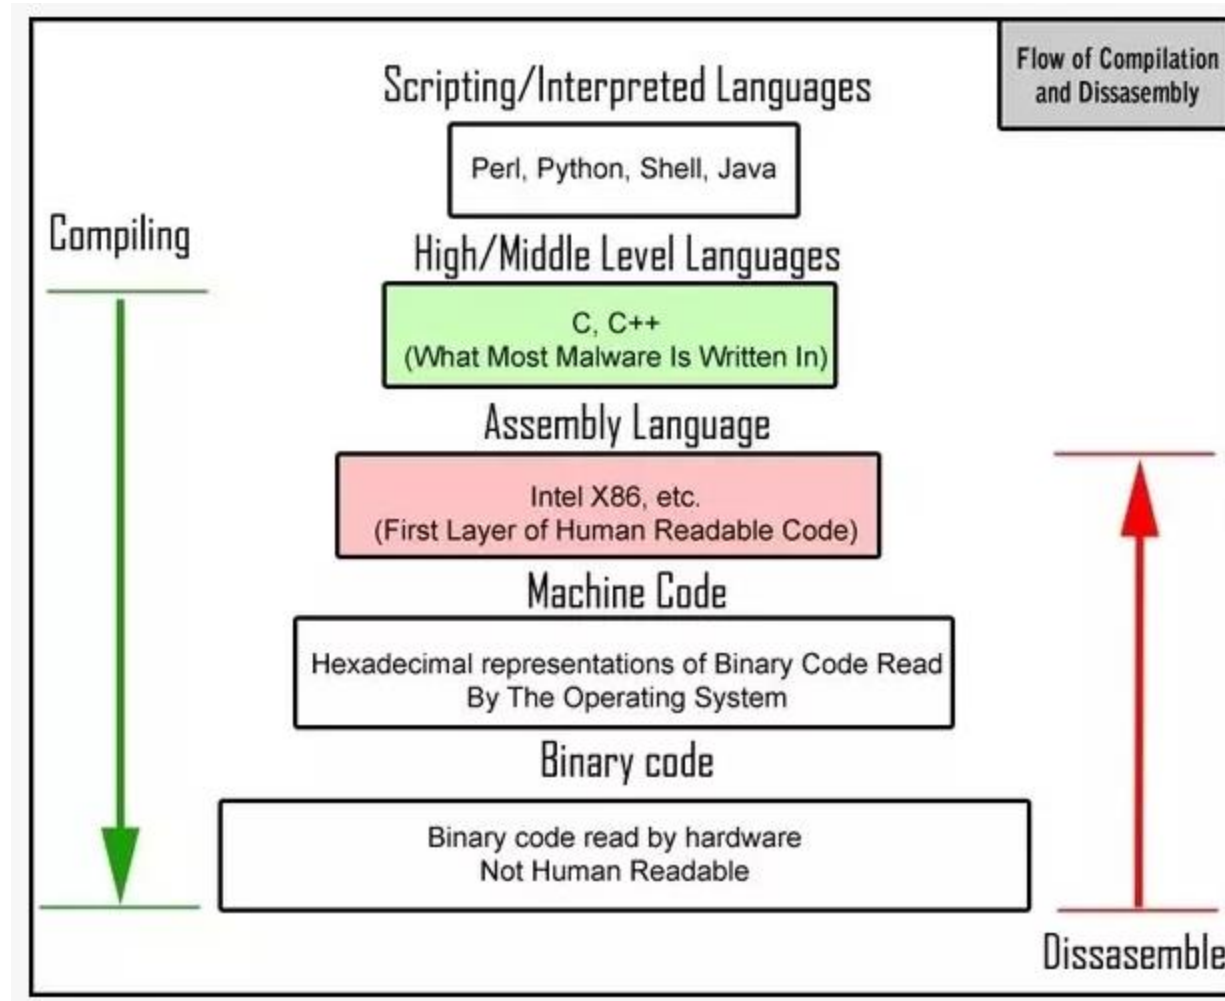 Flow of Compilation
and Dissasembly
Scripting/Interpreted Languages
Perl, Python, Shell, Java
Compiling
High/Middle Level Languages
C, C++
(What Most Malware Is Written In)
Assembly Language
Intel X86, etc.
(First Layer of Human Readable Code)
Machine Code
Hexadecimal representations of Binary Code Read
By The Operating System
Binary code
Binary code read by hardware
Not Human Readable
Dissasemble